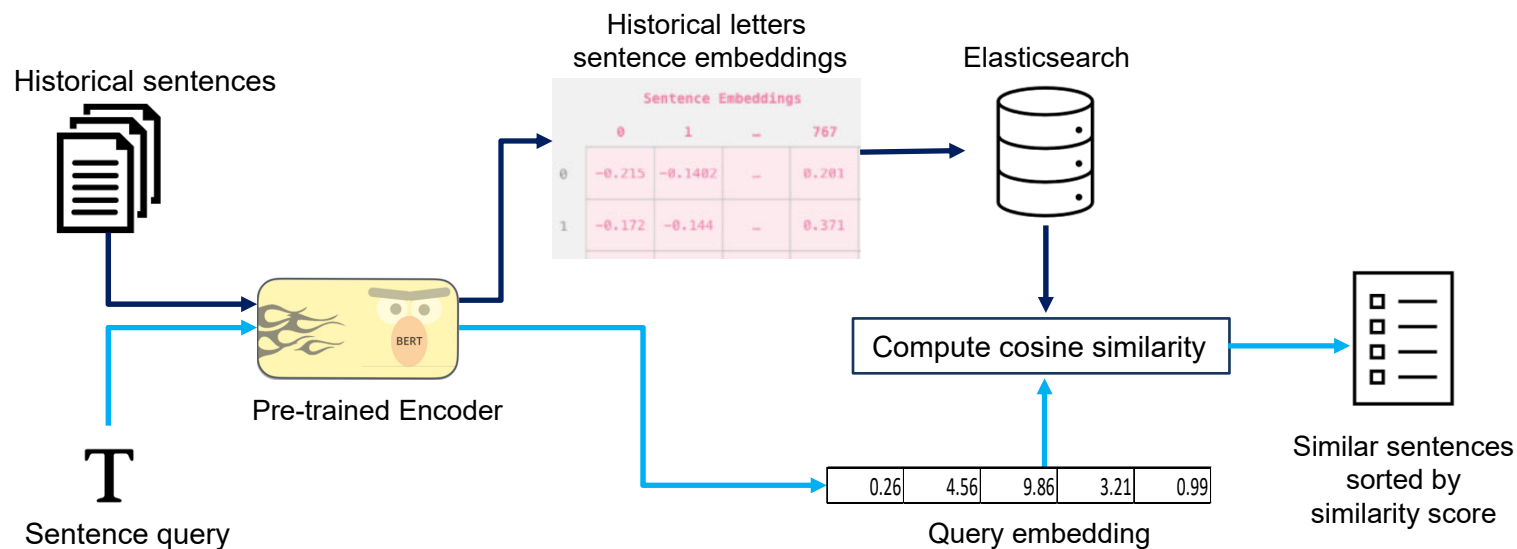 Historical letters
sentence embeddings
Elasticsearch
Historical sentences
Sentence Embeddings
0 1 … 767
0 -0.215 -0.1402 … 0.201
1 -0.172 -0.144 … 0.371
BERT
Pre-trained Encoder
Compute cosine similarity
T
Sentence query
0.26 4.56 9.86 3.21 0.99
Query embedding
Similar sentences
sorted by
similarity score